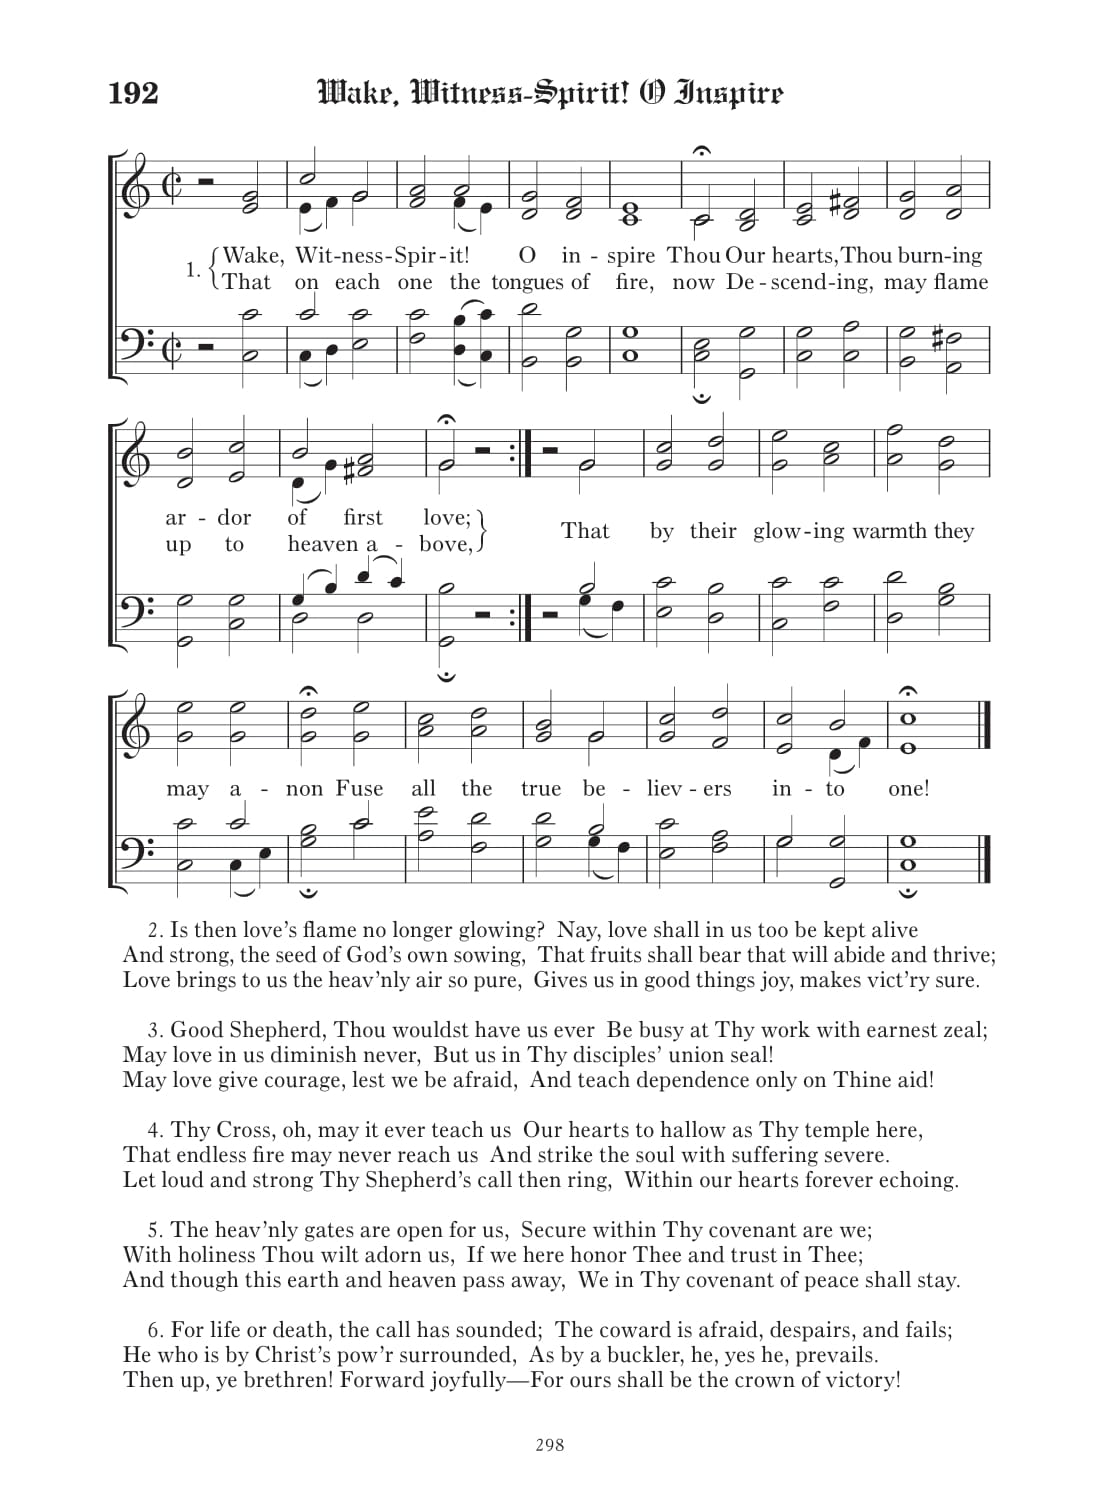 192 Wake, Witness-Spirit! O Inspire
1. { Wake, Wit-ness-Spir-it! O in - spire Thou Our hearts, Thou burn-ing
That on each one the tongues of fire, now De - scend-ing, may flame
ar - dor of first love; }
up to heaven a - bove,
That by their glow-ing warmth they
may a - non Fuse all the true be - liev - ers in - to one!
2. Is then love’s flame no longer glowing? Nay, love shall in us too be kept alive
And strong, the seed of God’s own sowing, That fruits shall bear that will abide and thrive;
Love brings to us the heav’nly air so pure, Gives us in good things joy, makes vict’ry sure.
3. Good Shepherd, Thou wouldst have us ever Be busy at Thy work with earnest zeal;
May love in us diminish never, But us in Thy disciples’ union seal!
May love give courage, lest we be afraid, And teach dependence only on Thine aid!
4. Thy Cross, oh, may it ever teach us Our hearts to hallow as Thy temple here,
That endless fire may never reach us And strike the soul with suffering severe.
Let loud and strong Thy Shepherd’s call then ring, Within our hearts forever echoing.
5. The heav’nly gates are open for us, Secure within Thy covenant are we;
With holiness Thou wilt adorn us, If we here honor Thee and trust in Thee;
And though this earth and heaven pass away, We in Thy covenant of peace shall stay.
6. For life or death, the call has sounded; The coward is afraid, despairs, and fails;
He who is by Christ’s pow’r surrounded, As by a buckler, he, yes he, prevails.
Then up, ye brethren! Forward joyfully—For ours shall be the crown of victory!
298